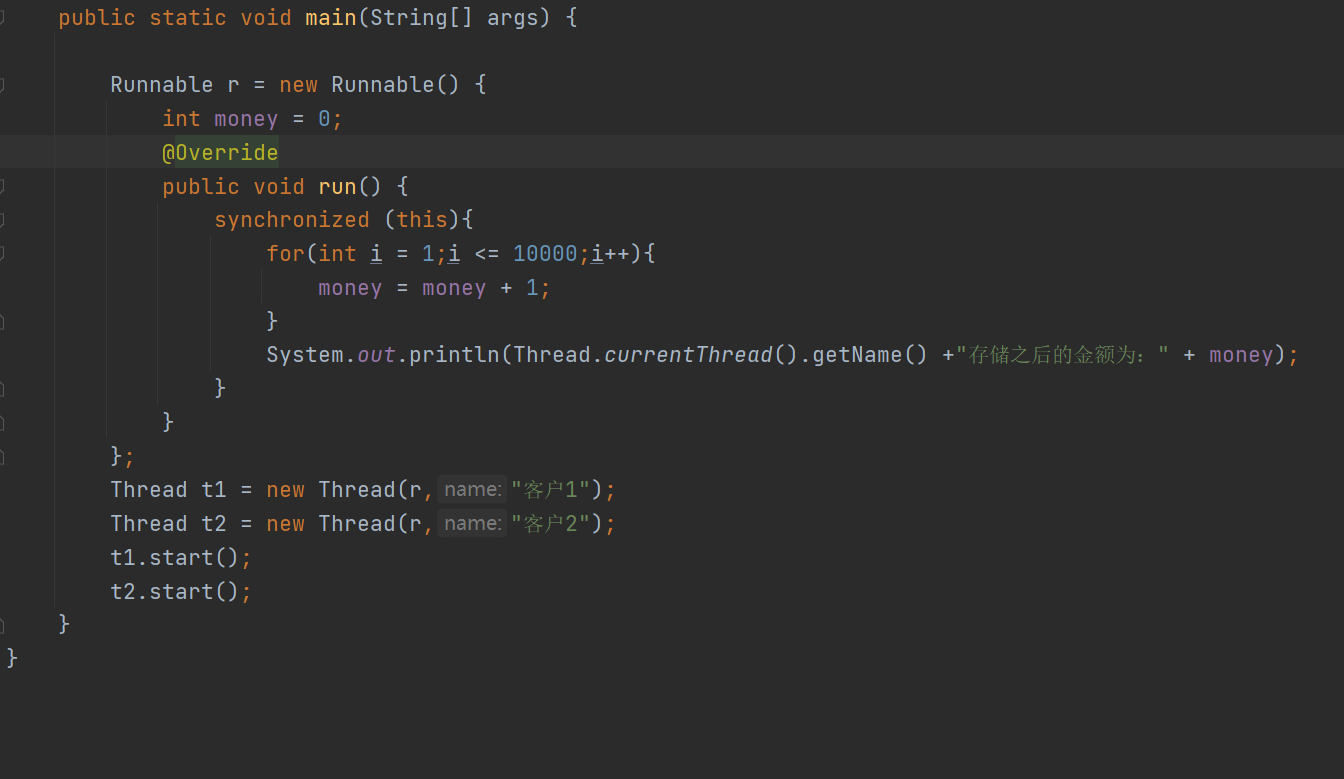 public static void main(String[] args) {
Runnable r = new Runnable() {
int money = 0;
@Override
public void run() {
synchronized (this){
for(int i = 1;i <= 10000;i++){
money = money + 1;
}
System.out.println(Thread.currentThread().getName() +"存储之后的金额为：" + money);
}
}
};
Thread t1 = new Thread(r, name: "客户1");
Thread t2 = new Thread(r, name: "客户2");
t1.start();
t2.start();
}
}